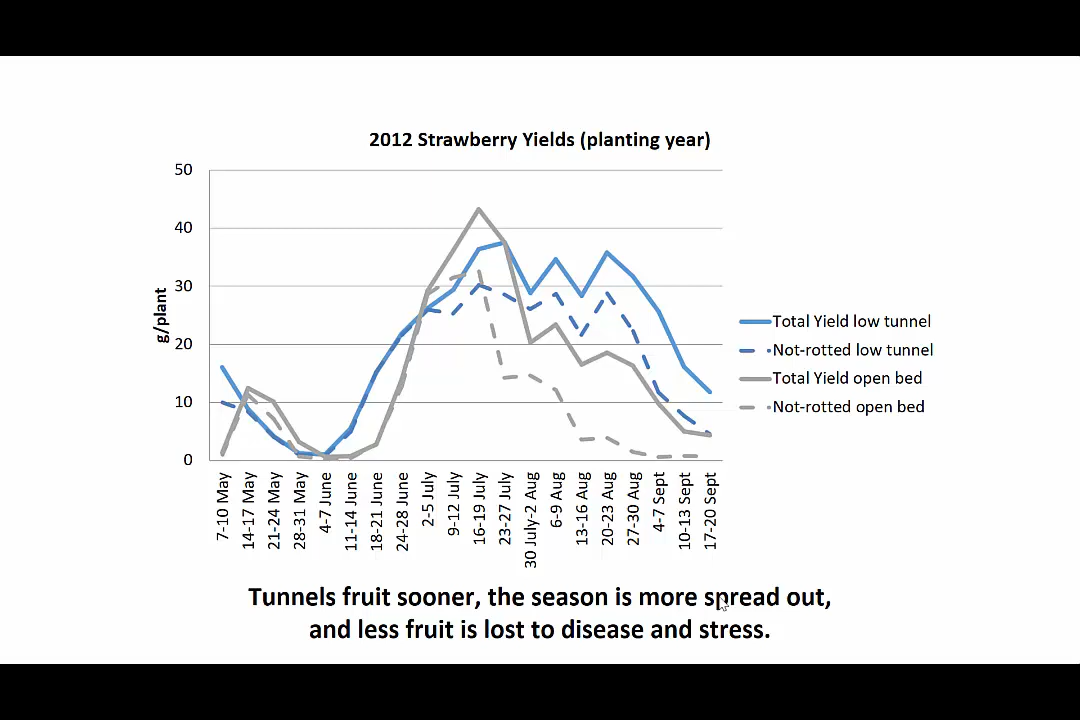 2012 Strawberry Yields (planting year)
50
40
30
20
10
0
g/plant
7-10 May
14-17 May
21-24 May
28-31 May
4-7 June
11-14 June
18-21 June
24-28 June
2-5 July
9-12 July
16-19 July
23-27 July
30 July-2 Aug
6-9 Aug
13-16 Aug
20-23 Aug
27-30 Aug
4-7 Sept
10-13 Sept
17-20 Sept
Total Yield low tunnel
Not-rotted low tunnel
Total Yield open bed
Not-rotted open bed
Tunnels fruit sooner, the season is more spread out,
and less fruit is lost to disease and stress.